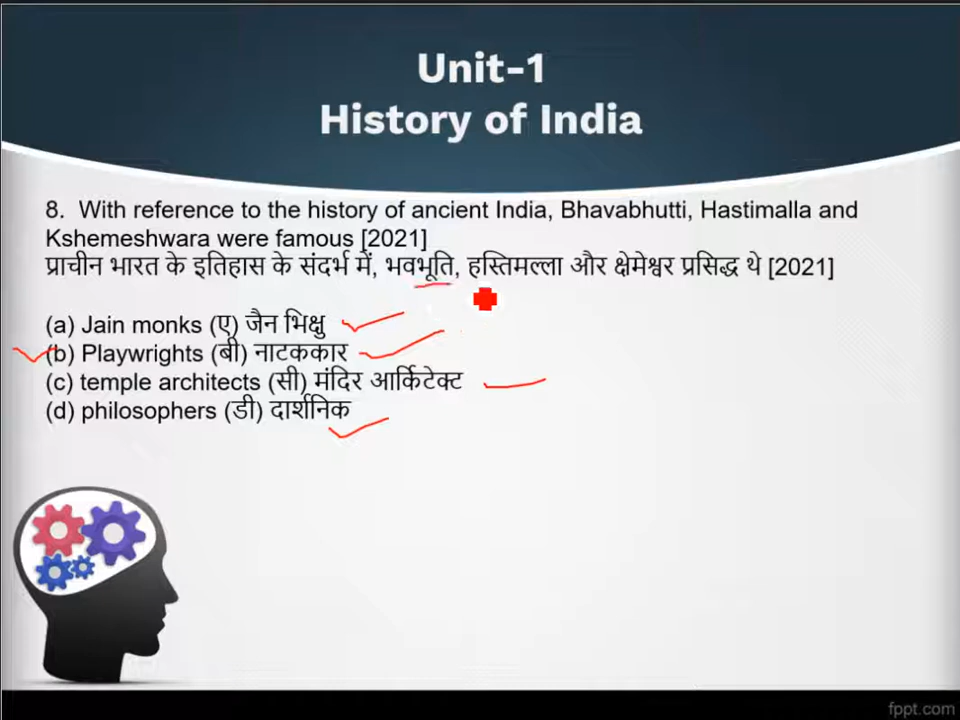 Unit-1
History of India
8. With reference to the history of ancient India, Bhavabhutti, Hastimalla and
Kshemeshwara were famous [2021]
प्राचीन भारत के इतिहास के संदर्भ में, भवभूति, हस्तिमल्ला और क्षेमेश्वर प्रसिद्ध थे [2021]
(a) Jain monks (ए) जैन भिक्षु
(b) Playwrights (बी) नाटककार
(c) temple architects (सी) मंदिर आर्किटेक्ट
(d) philosophers (डी) दार्शनिक
fppt.com